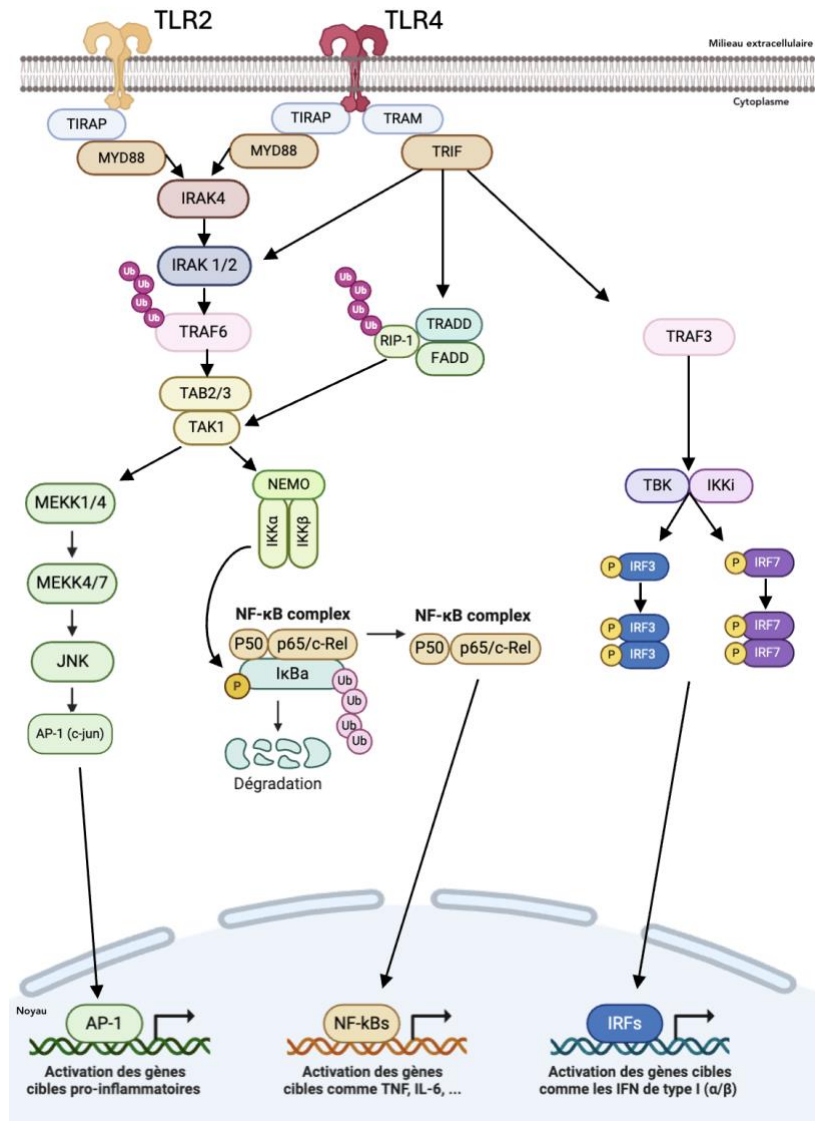 TLR2
TLR4
Milieau extracellulaire
Cytoplasme
TIRAP
TIRAP
TRAM
MYD88
MYD88
TRIF
IRAK4
IRAK 1/2
Ub
Ub
Ub
Ub
TRAF6
Ub
Ub
Ub
Ub
RIP-1
TRADD
FADD
TRAF3
TAB2/3
TAK1
MEKK1/4
NEMO
IKKα
IKKβ
TBK
IKKi
MEKK4/7
P
IRF3
P
IRF7
NF-κB complex
P50
p65/c-Rel
NF-κB complex
P50
p65/c-Rel
P
IRF3
P
IRF3
P
IRF7
P
IRF7
JNK
P
IκBa
Ub
Ub
Ub
Ub
AP-1 (c-jun)
Dégradation
Noyau
AP-1
NF-kBs
IRFs
Activation des gènes
cibles pro-inflammatoires
Activation des gènes
cibles comme TNF, IL-6, ...
Activation des gènes cibles
comme les IFN de type I (α/β)